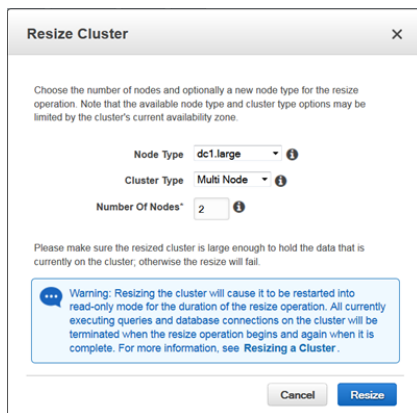 Resize Cluster
Choose the number of nodes and optionally a new node type for the resize
operation. Note that the available node type and cluster type options may be
limited by the cluster's current availability zone.
Node Type dc1.large
Cluster Type Multi Node
Number Of Nodes* 2
Please make sure the resized cluster is large enough to hold the data that is
currently on the cluster; otherwise the resize will fail.
Warning: Resizing the cluster will cause it to be restarted into
read-only mode for the duration of the resize operation. All currently
executing queries and database connections on the cluster will be
terminated when the resize operation begins and again when it is
complete. For more information, see Resizing a Cluster.
Cancel Resize